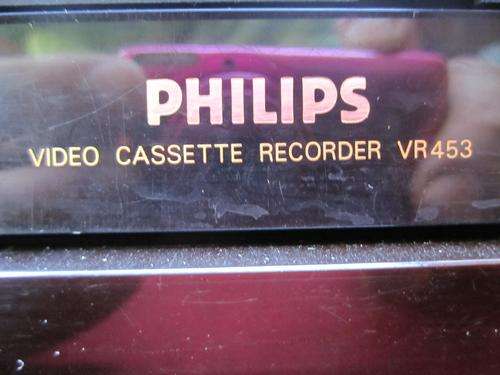 PHILIPS
VIDEO CASSETTE RECORDER VR453